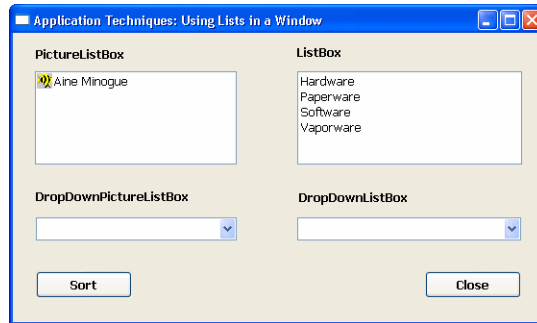 Application Techniques: Using Lists in a Window
PictureListBox
ListBox
Aine Minogue
Hardware
Paperware
Software
Vaporware
DropDownPictureListBox
DropDownListBox
Sort
Close